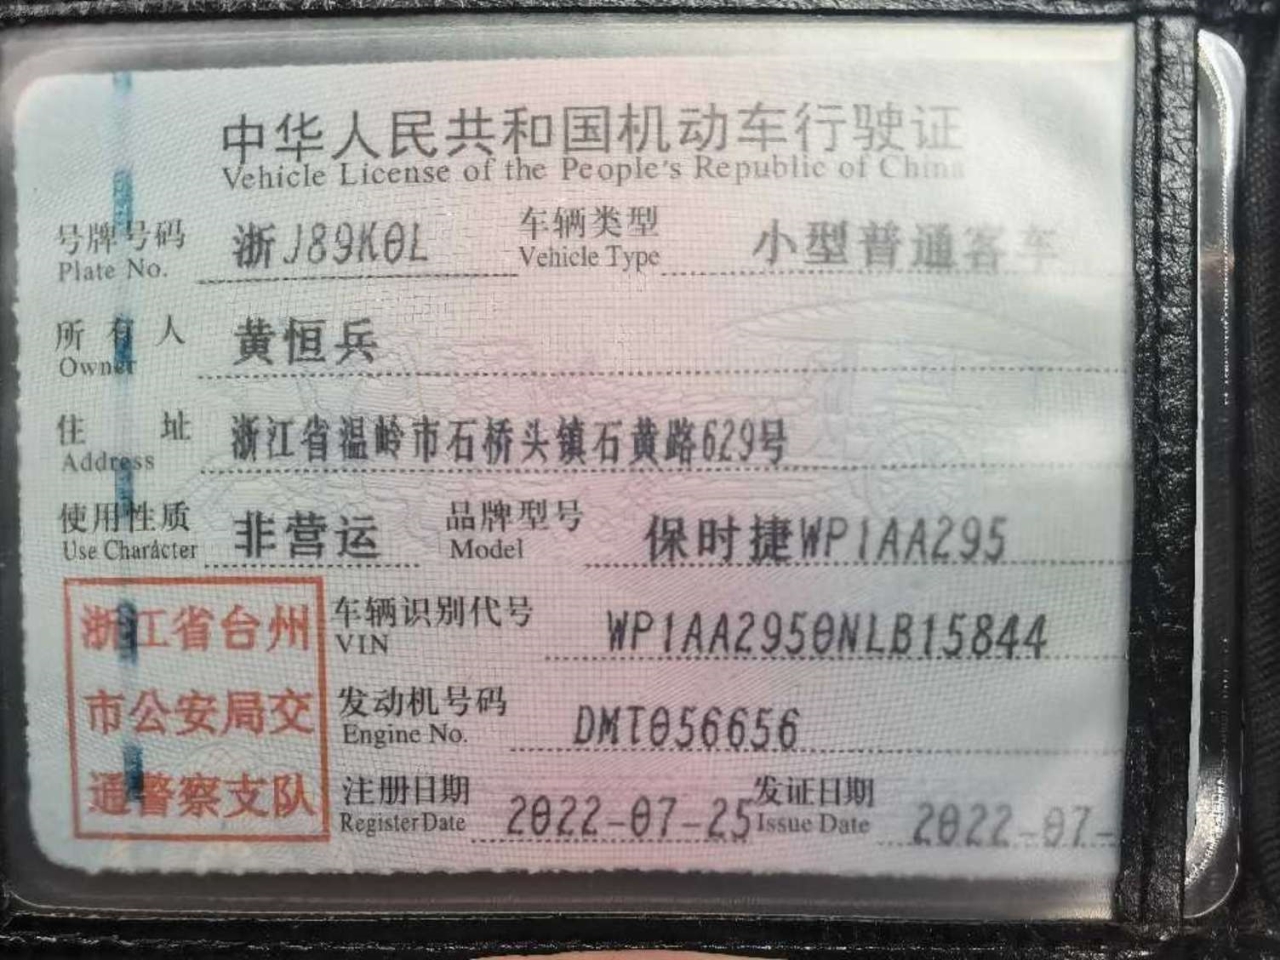 中华人民共和国机动车行驶证
Vehicle License of the People's Republic of China
号牌号码 浙J89K0L 车辆类型 小型普通客车
Plate No. Vehicle Type
所有人 黄恒兵
Owner
住址 浙江省温岭市石桥头镇石黄路629号
Address
使用性质 非营运 品牌型号 保时捷WP1AA295
Use Character Model
浙江省台州
市公安局交
通警察支队
车辆识别代号 WP1AA2950NLB15844
VIN
发动机号码 DMT056656
Engine No.
注册日期 2022-07-25 发证日期 2022-07-
Register Date Issue Date